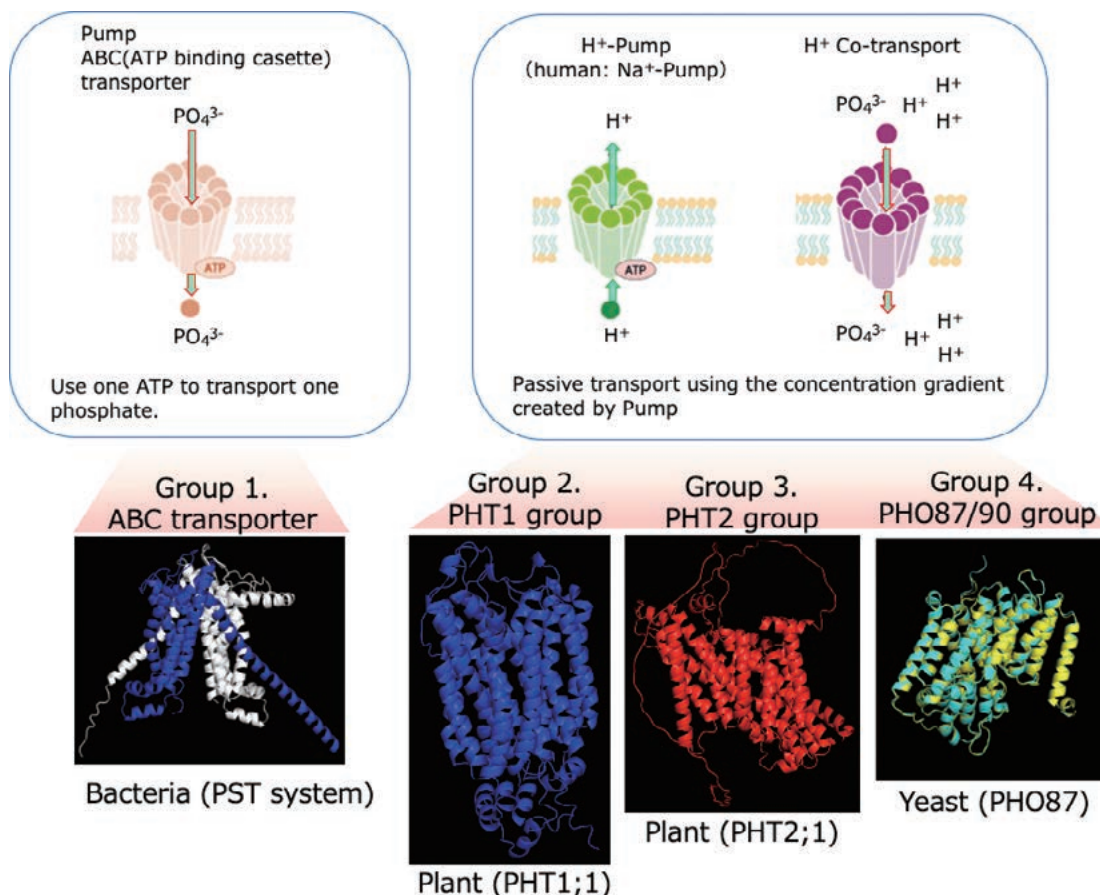 Pump
ABC(ATP binding casette)
transporter
PO₄³⁻
ATP
PO₄³⁻
Use one ATP to transport one
phosphate.
H⁺-Pump
(human: Na⁺-Pump)
H⁺
ATP
H⁺
H⁺ Co-transport
H⁺
PO₄³⁻ H⁺
H⁺
PO₄³⁻ H⁺
H⁺
H⁺
Passive transport using the concentration gradient
created by Pump
Group 1.
ABC transporter
Group 2.
PHT1 group
Group 3.
PHT2 group
Group 4.
PHO87/90 group
Bacteria (PST system)
Plant (PHT1;1)
Plant (PHT2;1)
Yeast (PHO87)